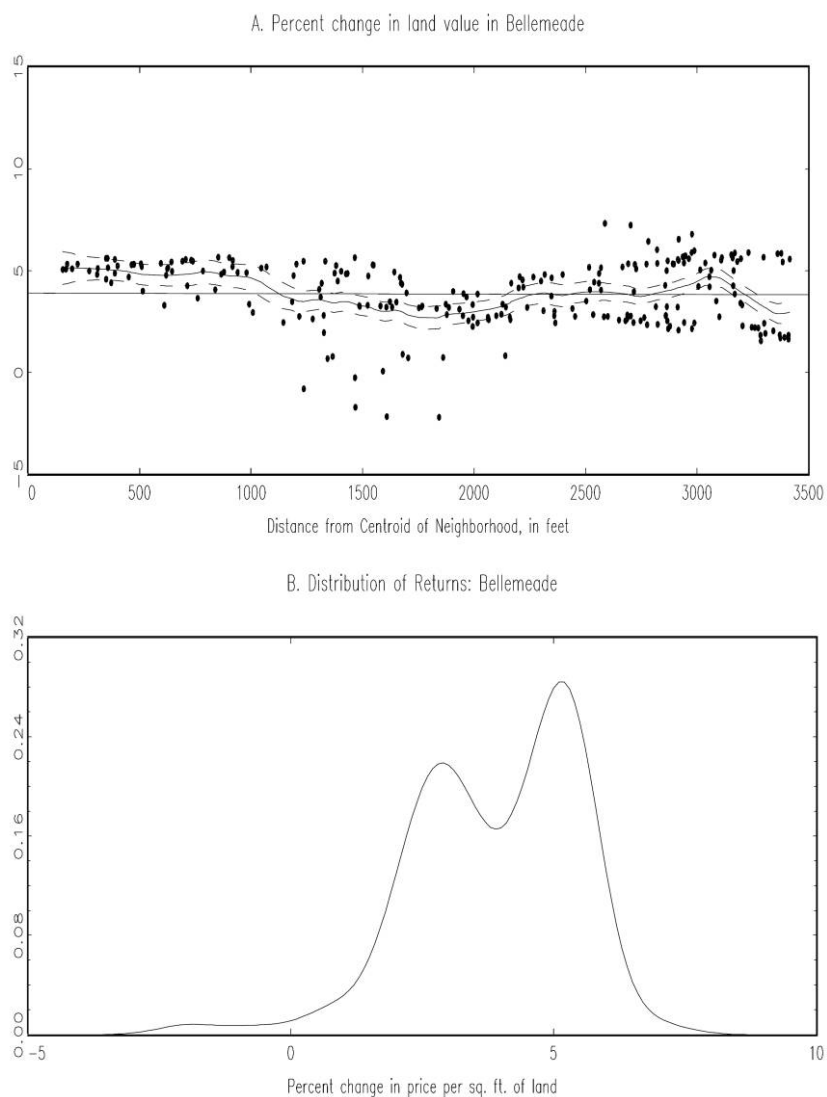 A. Percent change in land value in Bellemeade
15
10
5
0
-5
0 500 1000 1500 2000 2500 3000 3500
Distance from Centroid of Neighborhood, in feet
B. Distribution of Returns: Bellemeade
0.32
0.24
0.16
0.08
0.00
-5 0 5 10
Percent change in price per sq. ft. of land